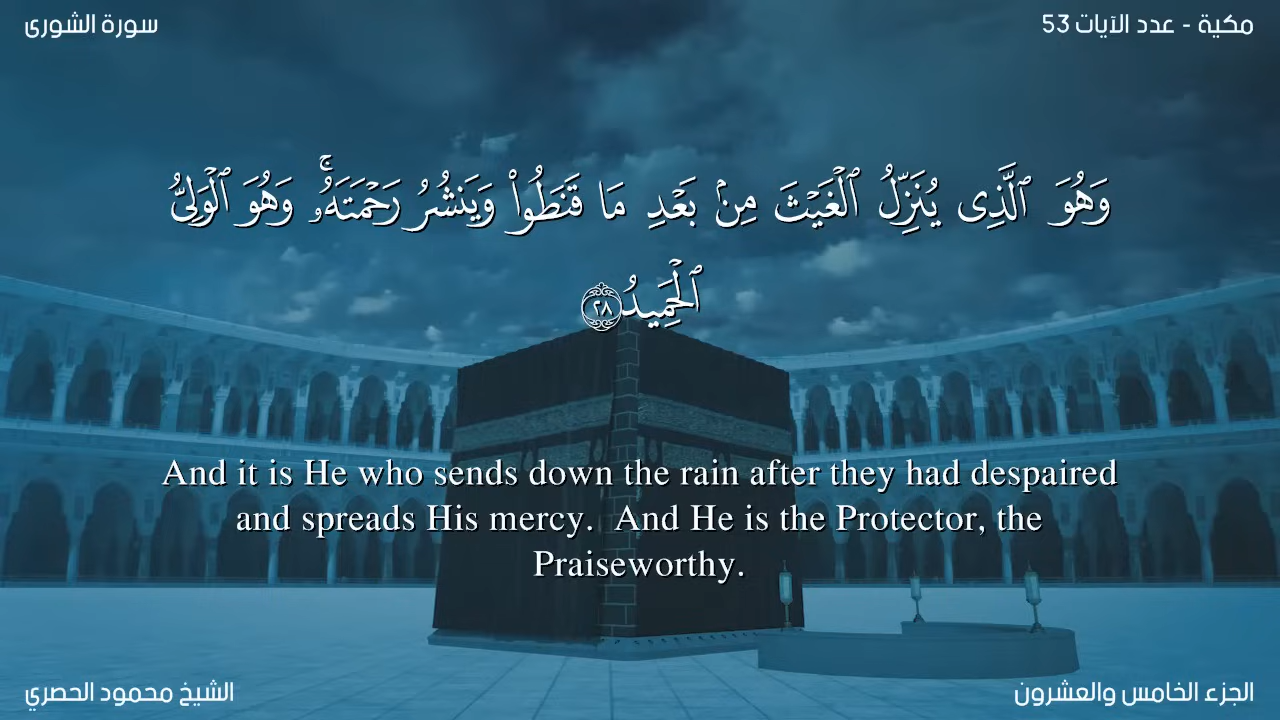 سورة الشورى
مكية - عدد الآيات 53
وَهُوَ ٱلَّذِى يُنَزِّلُ ٱلْغَيْثَ مِنۢ بَعْدِ مَا قَنَطُوا۟ وَيَنشُرُ رَحْمَتَهُۥ ۚ وَهُوَ ٱلْوَلِىُّ
ٱلْحَمِيدُ ٢٨
And it is He who sends down the rain after they had despaired
and spreads His mercy. And He is the Protector, the
Praiseworthy.
الشيخ محمود الحصري
الجزء الخامس والعشرون